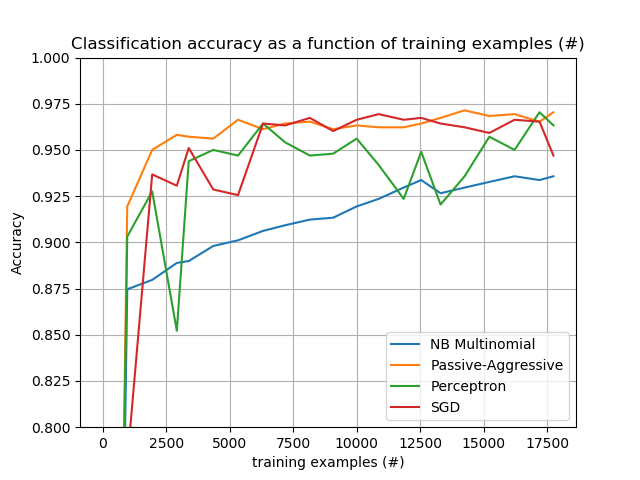 Classification accuracy as a function of training examples (#)
1.000
0.975
0.950
0.925
0.900
0.875
0.850
0.825
0.800
Accuracy
NB Multinomial
Passive-Aggressive
Perceptron
SGD
0 2500 5000 7500 10000 12500 15000 17500
training examples (#)